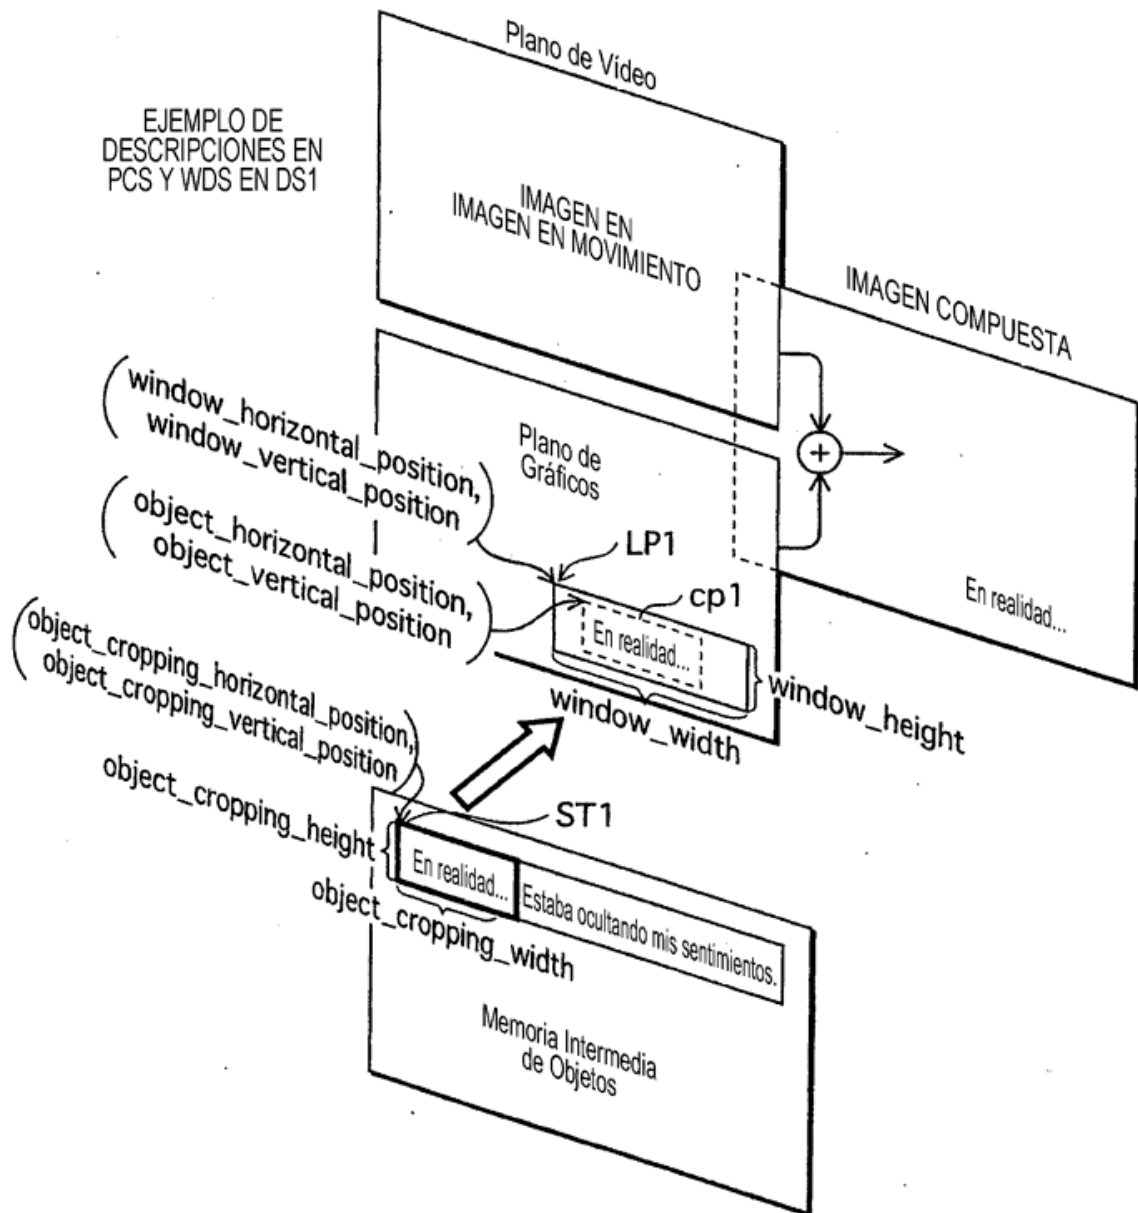 Plano de Vídeo
EJEMPLO DE
DESCRIPCIONES EN
PCS Y WDS EN DS1
IMAGEN EN
IMAGEN EN MOVIMIENTO
IMAGEN COMPUESTA
(window_horizontal_position,
window_vertical_position)
Plano de
Gráficos
+
(object_horizontal_position,
object_vertical_position)
LP1
cp1
En realidad...
En realidad...
(object_cropping_horizontal_position,
object_cropping_vertical_position)
window_height
window_width
object_cropping_height
ST1
En realidad...
Estaba ocultando mis sentimientos.
object_cropping_width
Memoria Intermedia
de Objetos